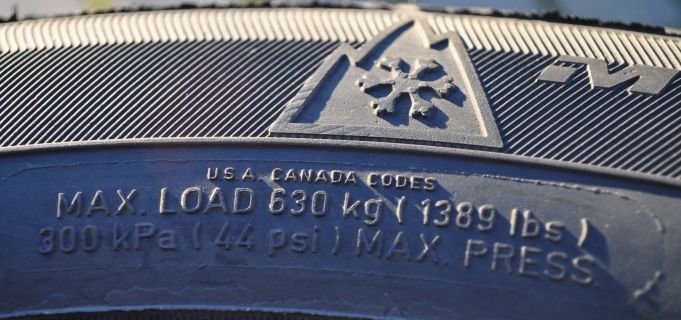 M
U.S.A. CANADA CODES
MAX. LOAD 630 kg ( 1389 lbs )
300 kPa ( 44 psi ) MAX. PRESS